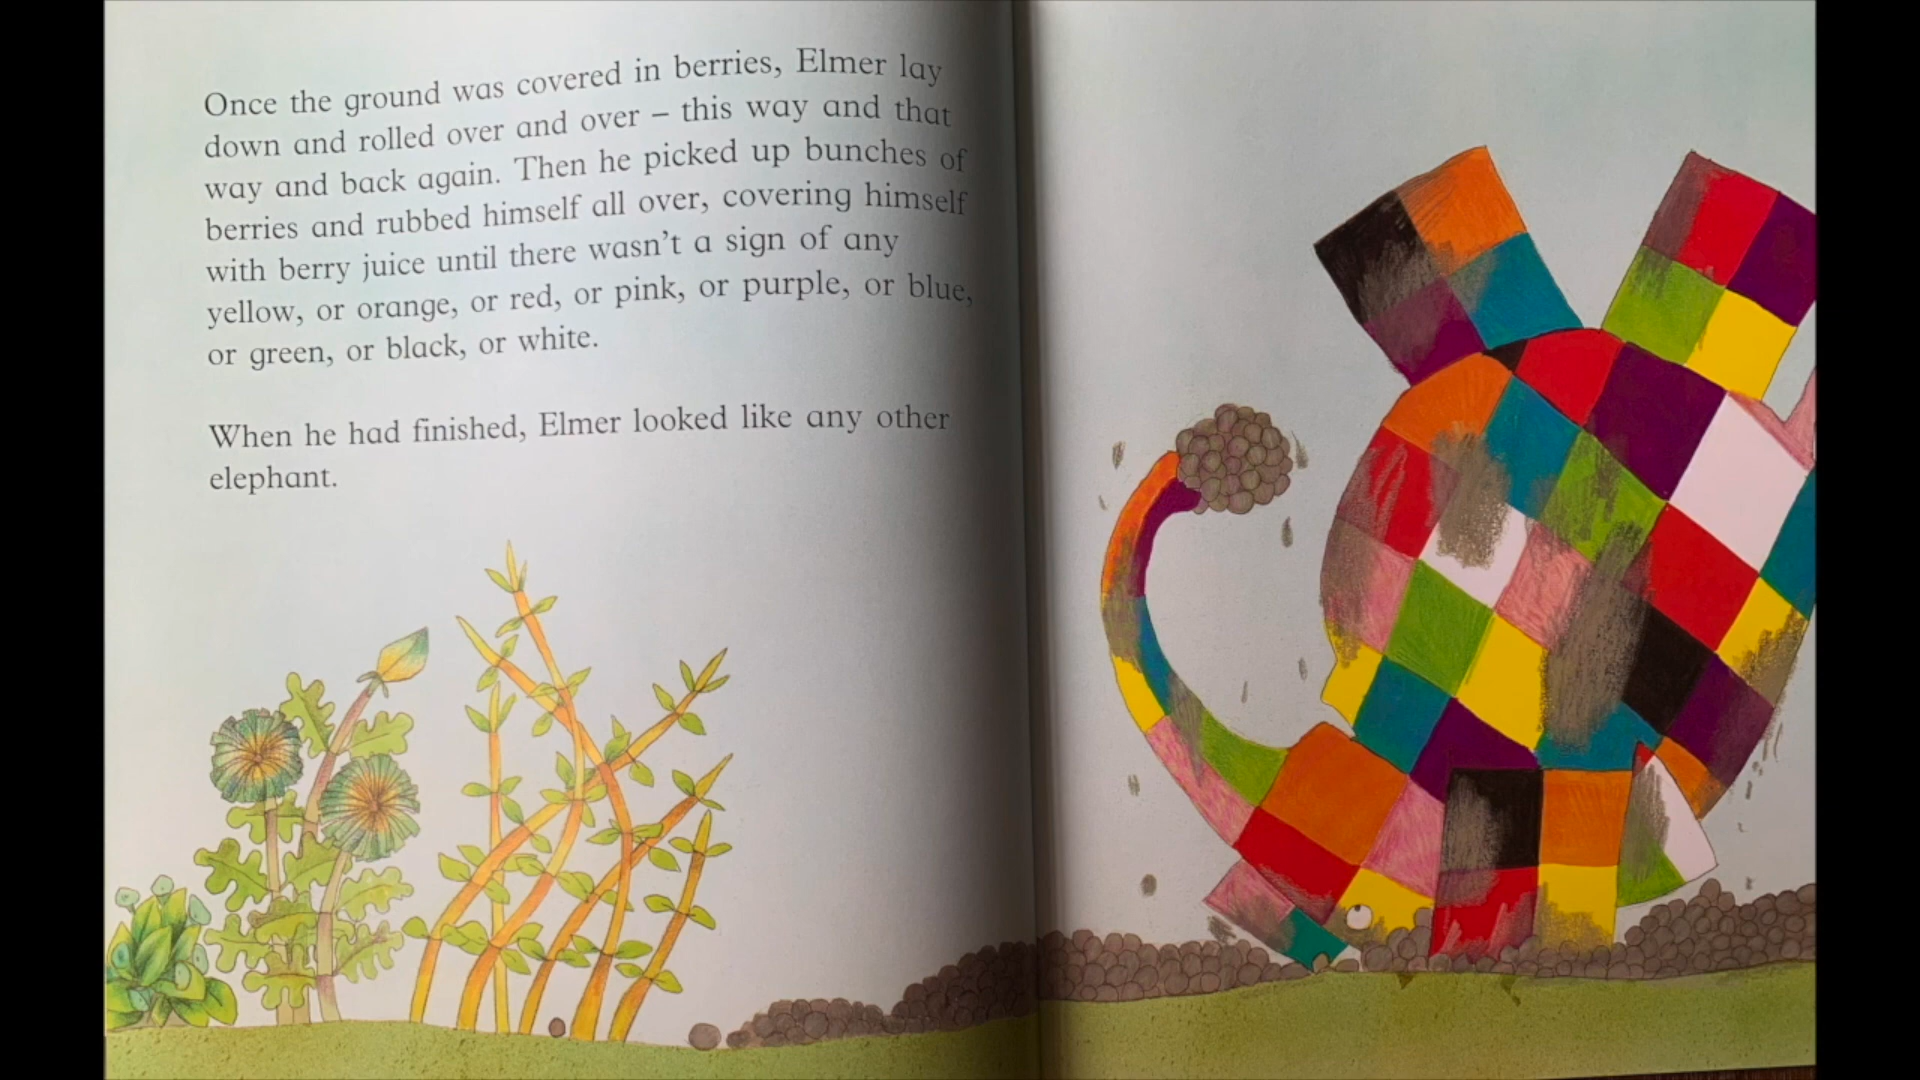 Once the ground was covered in berries, Elmer lay
down and rolled over and over – this way and that
way and back again. Then he picked up bunches of
berries and rubbed himself all over, covering himself
with berry juice until there wasn't a sign of any
yellow, or orange, or red, or pink, or purple, or blue,
or green, or black, or white.
When he had finished, Elmer looked like any other
elephant.